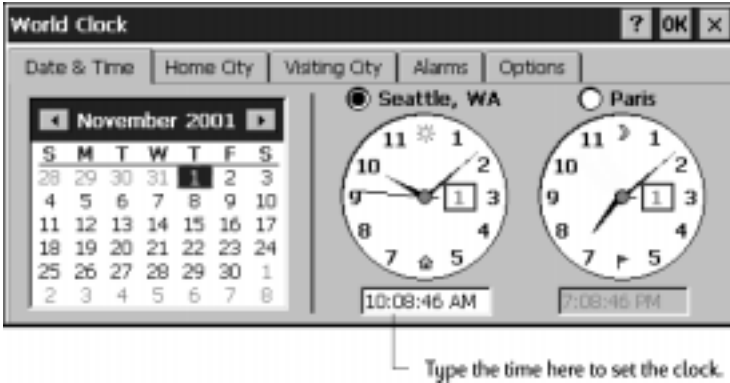 World Clock ? OK ×
Date & Time Home City Visiting City Alarms Options
November 2001
S M T W T F S
28 29 30 31 1 2 3
4 5 6 7 8 9 10
11 12 13 14 15 16 17
18 19 20 21 22 23 24
25 26 27 28 29 30 1
2 3 4 5 6 7 8
Seattle, WA
11 1
10 2
9 1 3
8 4
7 5
10:08:46 AM
Paris
11 1
10 2
9 1 3
8 4
7 5
7:08:46 PM
Type the time here to set the clock.